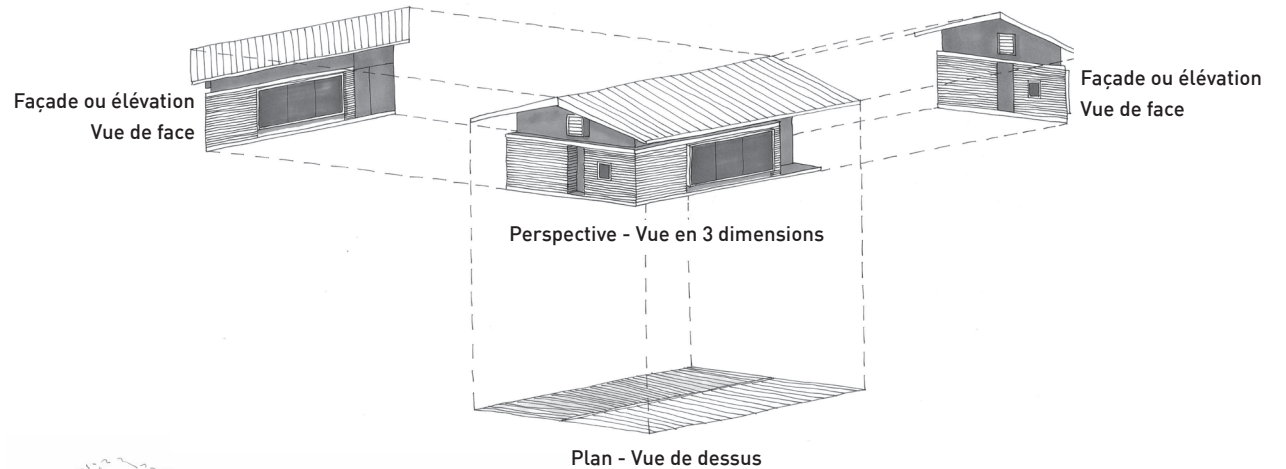 Façade ou élévation
Vue de face
Façade ou élévation
Vue de face
Perspective - Vue en 3 dimensions
Plan - Vue de dessus